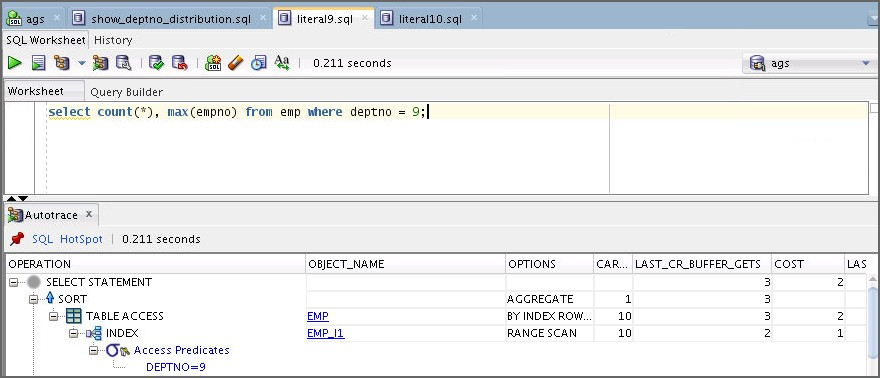 ags show_deptno_distribution.sql literal9.sql literal10.sql
SQL Worksheet History
0.211 seconds ags
Worksheet Query Builder
select count(*), max(empno) from emp where deptno = 9;
Autotrace x
SQL HotSpot 0.211 seconds
OPERATION OBJECT_NAME OPTIONS CAR... LAST_CR_BUFFER_GETS COST LAS
SELECT STATEMENT 3 2
SORT AGGREGATE 1 3
TABLE ACCESS EMP BY INDEX ROW... 10 3 2
INDEX EMP_I1 RANGE SCAN 10 2 1
Access Predicates
DEPTNO=9